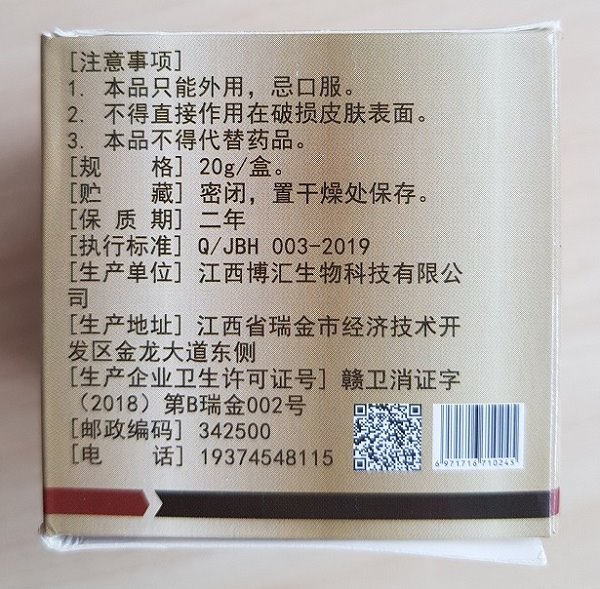 [注意事项]
1. 本品只能外用，忌口服。
2. 不得直接作用在破损皮肤表面。
3. 本品不得代替药品。
[规 格] 20g/盒。
[贮 藏] 密闭，置干燥处保存。
[保 质 期] 二年
[执行标准] Q/JBH 003-2019
[生产单位] 江西博汇生物科技有限公
司
[生产地址] 江西省瑞金市经济技术开
发区金龙大道东侧
[生产企业卫生许可证号] 赣卫消证字
（2018）第B瑞金002号
[邮政编码] 342500
[电 话] 19374548115
6 971716 710245